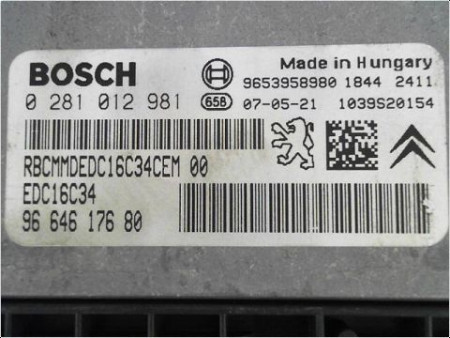 BOSCH
Made in Hungary
9653958980 1844 2411
0 281 012 981
658
07-05-21 1039S20154
RBCMMDEDC16C34CEM 00
EDC16C34
96 646 176 80